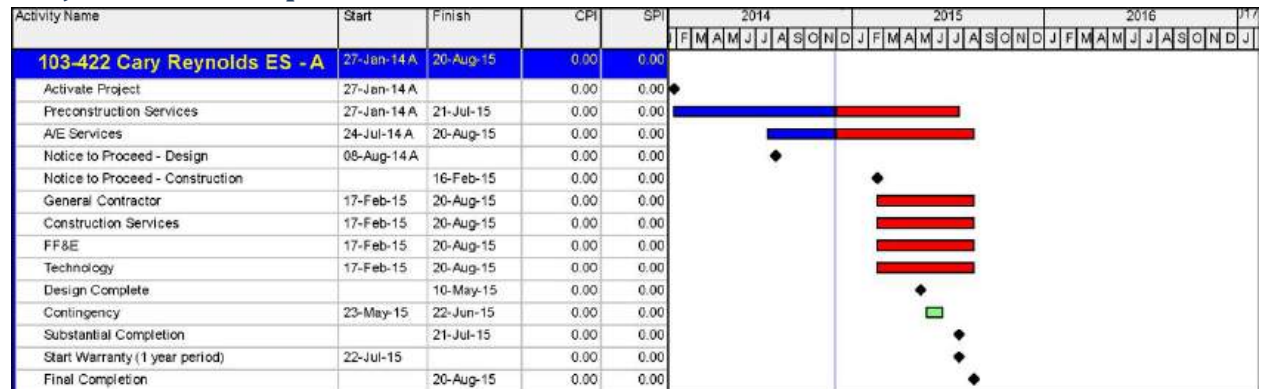 Activity Name Start Finish CPI SPI 2014 2015 2016 J17
F M A M J J A S O N D J F M A M J J A S O N D J F M A M J J A S O N D J
103-422 Cary Reynolds ES - A 27-Jan-14 A 20-Aug-15 0.00 0.00
Activate Project 27-Jan-14 A 0.00 0.00
Preconstruction Services 27-Jan-14 A 21-Jul-15 0.00 0.00
A/E Services 24-Jul-14 A 20-Aug-15 0.00 0.00
Notice to Proceed - Design 08-Aug-14 A 0.00 0.00
Notice to Proceed - Construction 16-Feb-15 0.00 0.00
General Contractor 17-Feb-15 20-Aug-15 0.00 0.00
Construction Services 17-Feb-15 20-Aug-15 0.00 0.00
FF&E 17-Feb-15 20-Aug-15 0.00 0.00
Technology 17-Feb-15 20-Aug-15 0.00 0.00
Design Complete 10-May-15 0.00 0.00
Contingency 23-May-15 22-Jun-15 0.00 0.00
Substantial Completion 21-Jul-15 0.00 0.00
Start Warranty (1 year period) 22-Jul-15 0.00 0.00
Final Completion 20-Aug-15 0.00 0.00